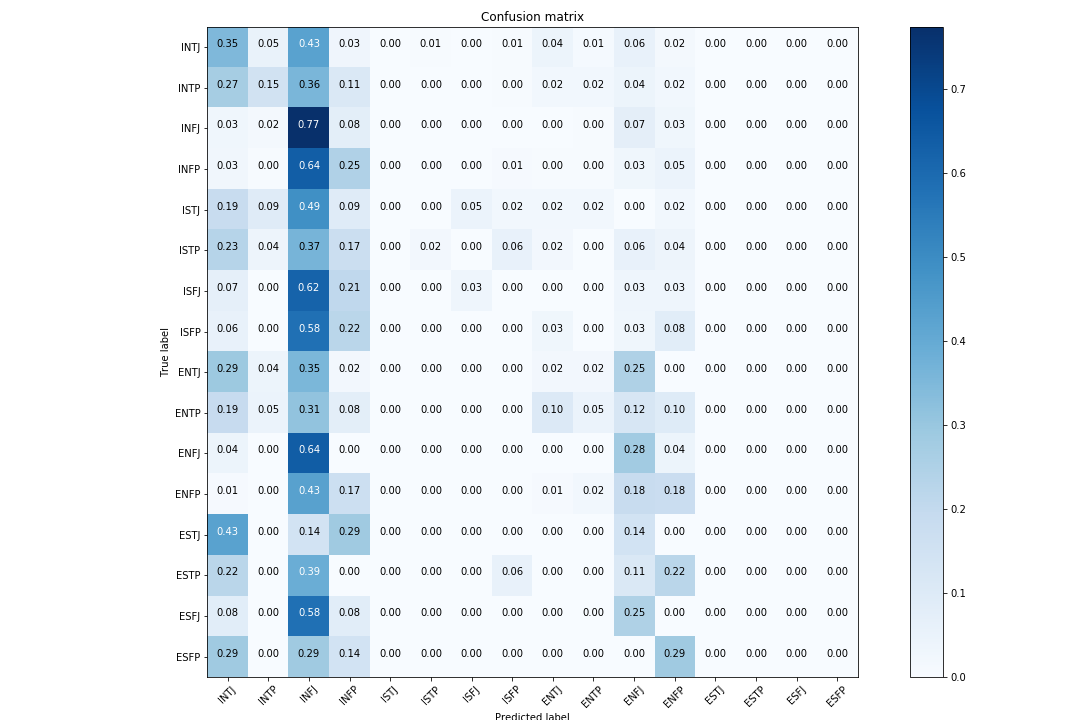 Confusion matrix
INTJ 0.35 0.05 0.43 0.03 0.00 0.01 0.00 0.01 0.04 0.01 0.06 0.02 0.00 0.00 0.00 0.00
INTP 0.27 0.15 0.36 0.11 0.00 0.00 0.00 0.00 0.02 0.02 0.04 0.02 0.00 0.00 0.00 0.00
INFJ 0.03 0.02 0.77 0.08 0.00 0.00 0.00 0.00 0.00 0.00 0.07 0.03 0.00 0.00 0.00 0.00
INFP 0.03 0.00 0.64 0.25 0.00 0.00 0.00 0.01 0.00 0.00 0.03 0.05 0.00 0.00 0.00 0.00
ISTJ 0.19 0.09 0.49 0.09 0.00 0.00 0.05 0.02 0.02 0.02 0.00 0.02 0.00 0.00 0.00 0.00
ISTP 0.23 0.04 0.37 0.17 0.00 0.02 0.00 0.06 0.02 0.00 0.06 0.04 0.00 0.00 0.00 0.00
ISFJ 0.07 0.00 0.62 0.21 0.00 0.00 0.03 0.00 0.00 0.00 0.03 0.03 0.00 0.00 0.00 0.00
ISFP 0.06 0.00 0.58 0.22 0.00 0.00 0.00 0.00 0.03 0.00 0.03 0.08 0.00 0.00 0.00 0.00
ENTJ 0.29 0.04 0.35 0.02 0.00 0.00 0.00 0.00 0.02 0.02 0.25 0.00 0.00 0.00 0.00 0.00
ENTP 0.19 0.05 0.31 0.08 0.00 0.00 0.00 0.00 0.10 0.05 0.12 0.10 0.00 0.00 0.00 0.00
ENFJ 0.04 0.00 0.64 0.00 0.00 0.00 0.00 0.00 0.00 0.00 0.28 0.04 0.00 0.00 0.00 0.00
ENFP 0.01 0.00 0.43 0.17 0.00 0.00 0.00 0.00 0.01 0.02 0.18 0.18 0.00 0.00 0.00 0.00
ESTJ 0.43 0.00 0.14 0.29 0.00 0.00 0.00 0.00 0.00 0.00 0.14 0.00 0.00 0.00 0.00 0.00
ESTP 0.22 0.00 0.39 0.00 0.00 0.00 0.00 0.06 0.00 0.00 0.11 0.22 0.00 0.00 0.00 0.00
ESFJ 0.08 0.00 0.58 0.08 0.00 0.00 0.00 0.00 0.00 0.00 0.25 0.00 0.00 0.00 0.00 0.00
ESFP 0.29 0.00 0.29 0.14 0.00 0.00 0.00 0.00 0.00 0.00 0.00 0.29 0.00 0.00 0.00 0.00
INTJ INTP INFJ INFP ISTJ ISTP ISFJ ISFP ENTJ ENTP ENFJ ENFP ESTJ ESTP ESFJ ESFP
True label
Predicted label
0.7
0.6
0.5
0.4
0.3
0.2
0.1
0.0